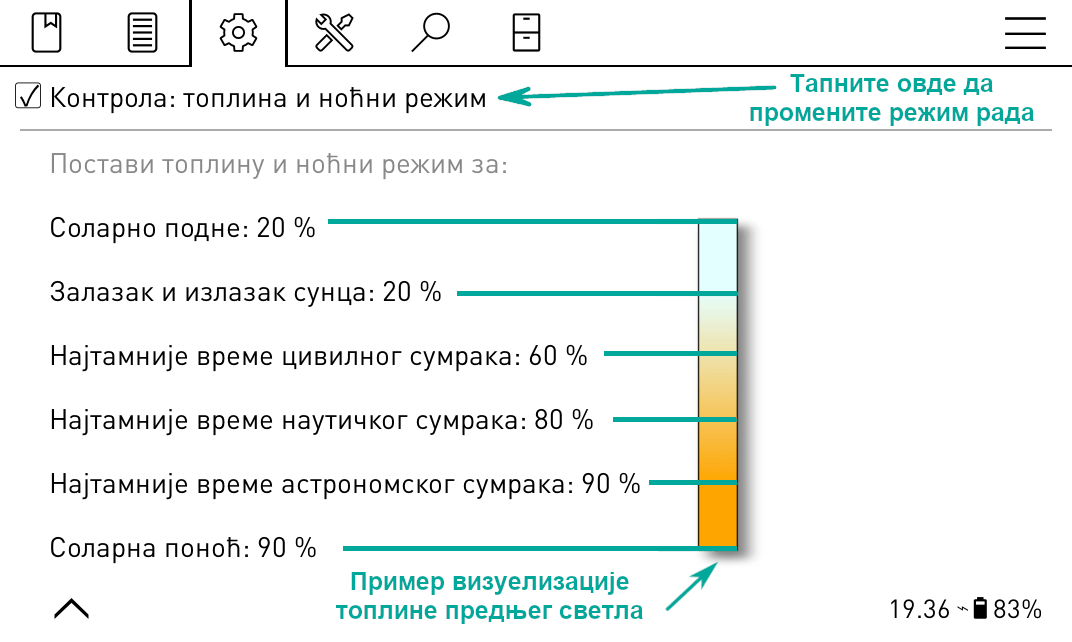 Контрола: топлина и ноћни режим
Тапните овде да
промените режим рада
Постави топлину и ноћни режим за:
Соларно подне: 20 %
Залазак и излазак сунца: 20 %
Најтамније време цивилног сумрака: 60 %
Најтамније време наутичког сумрака: 80 %
Најтамније време астрономског сумрака: 90 %
Соларна поноћ: 90 %
Пример визуелизације
топлине предњег светла
19.36 83%